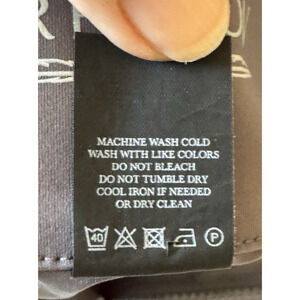 MACHINE WASH COLD
WASH WITH LIKE COLORS
DO NOT BLEACH
DO NOT TUMBLE DRY
COOL IRON IF NEEDED
OR DRY CLEAN
40
P